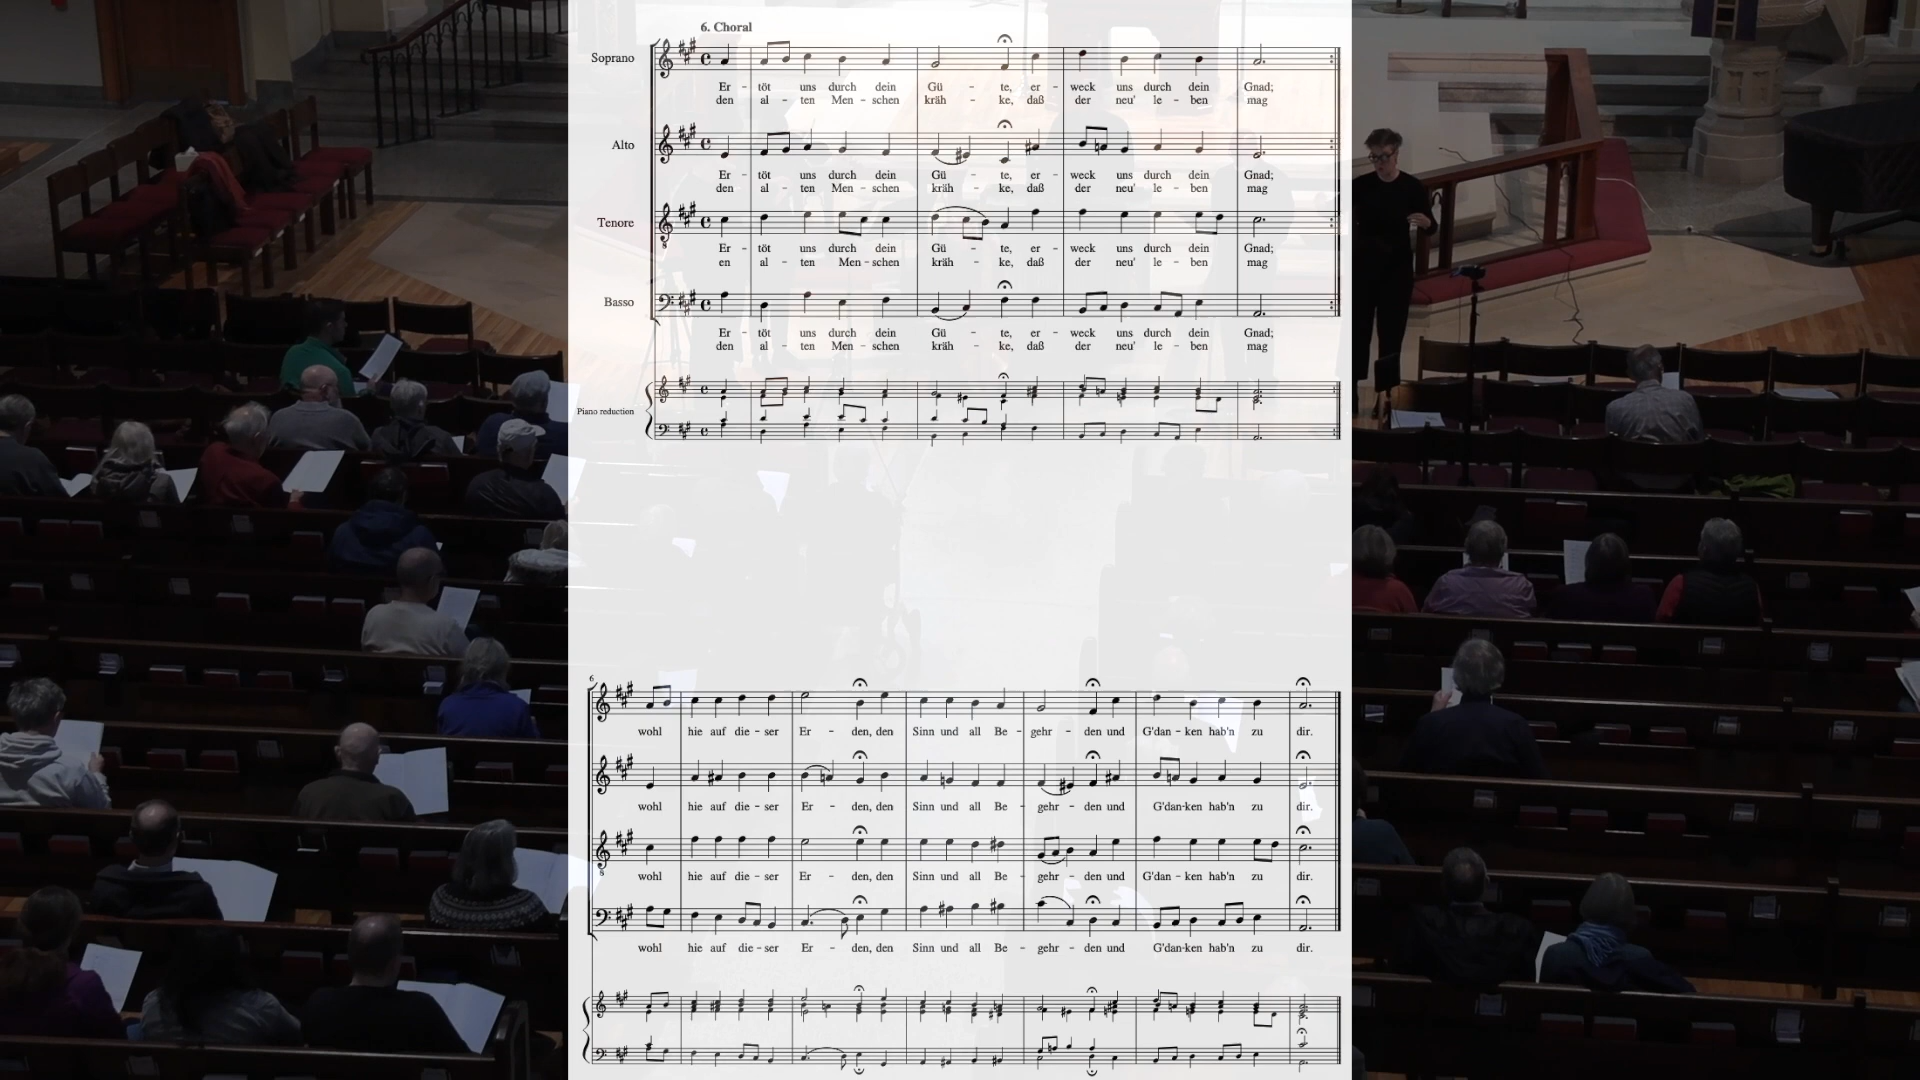 6. Choral
Soprano
Er - töt uns durch dein Gü - te, er - weck uns durch dein Gnad;
den al - ten Men - schen kräh - ke, daß der neu' le - ben mag
Alto
Er - töt uns durch dein Gü - te, er - weck uns durch dein Gnad;
den al - ten Men - schen kräh - ke, daß der neu' le - ben mag
Tenore
Er - töt uns durch dein Gü - te, er - weck uns durch dein Gnad;
en al - ten Men - schen kräh - ke, daß der neu' le - ben mag
Basso
Er - töt uns durch dein Gü - te, er - weck uns durch dein Gnad;
den al - ten Men - schen kräh - ke, daß der neu' le - ben mag
Piano reduction
6
wohl hie auf die - ser Er - den, den Sinn und all Be - gehr - den und G'dan - ken hab'n zu dir.
wohl hie auf die - ser Er - den, den Sinn und all Be - gehr - den und G'dan-ken hab'n zu dir.
wohl hie auf die - ser Er - den, den Sinn und all Be - gehr - den und G'dan - ken hab'n zu dir.
wohl hie auf die - ser Er - den, den Sinn und all Be - gehr - den und G'dan-ken hab'n zu dir.